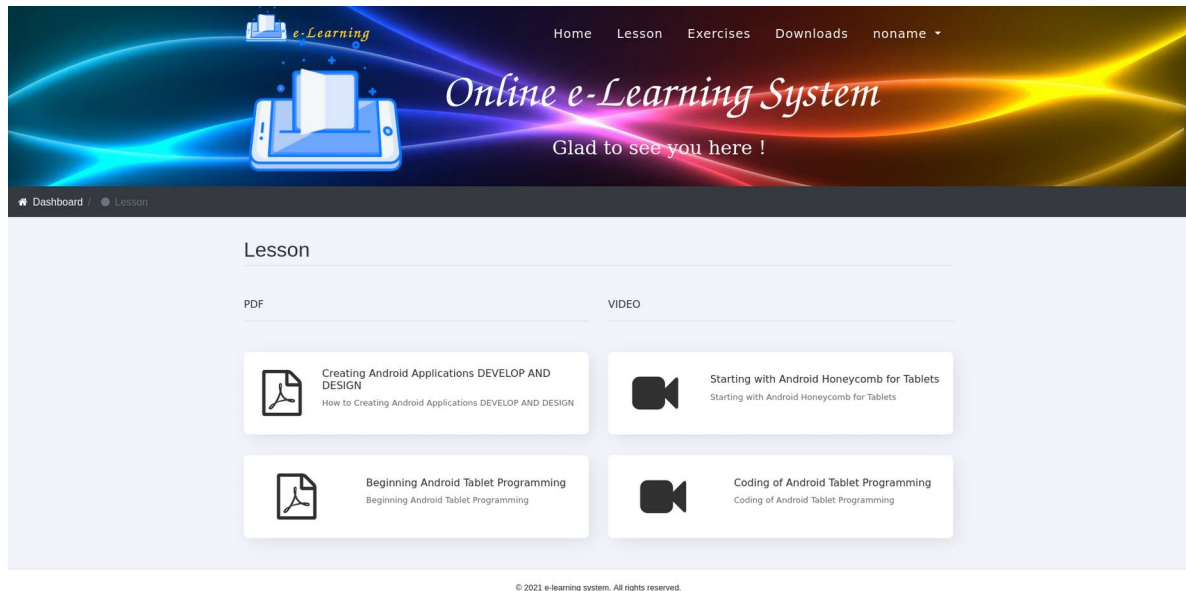 e-Learning
Home Lesson Exercises Downloads noname
Online e-Learning System
Glad to see you here !
Dashboard / Lesson
Lesson
PDF
Creating Android Applications DEVELOP AND
DESIGN
How to Creating Android Applications DEVELOP AND DESIGN
Beginning Android Tablet Programming
Beginning Android Tablet Programming
VIDEO
Starting with Android Honeycomb for Tablets
Starting with Android Honeycomb for Tablets
Coding of Android Tablet Programming
Coding of Android Tablet Programming
© 2021 e-learning system. All rights reserved.